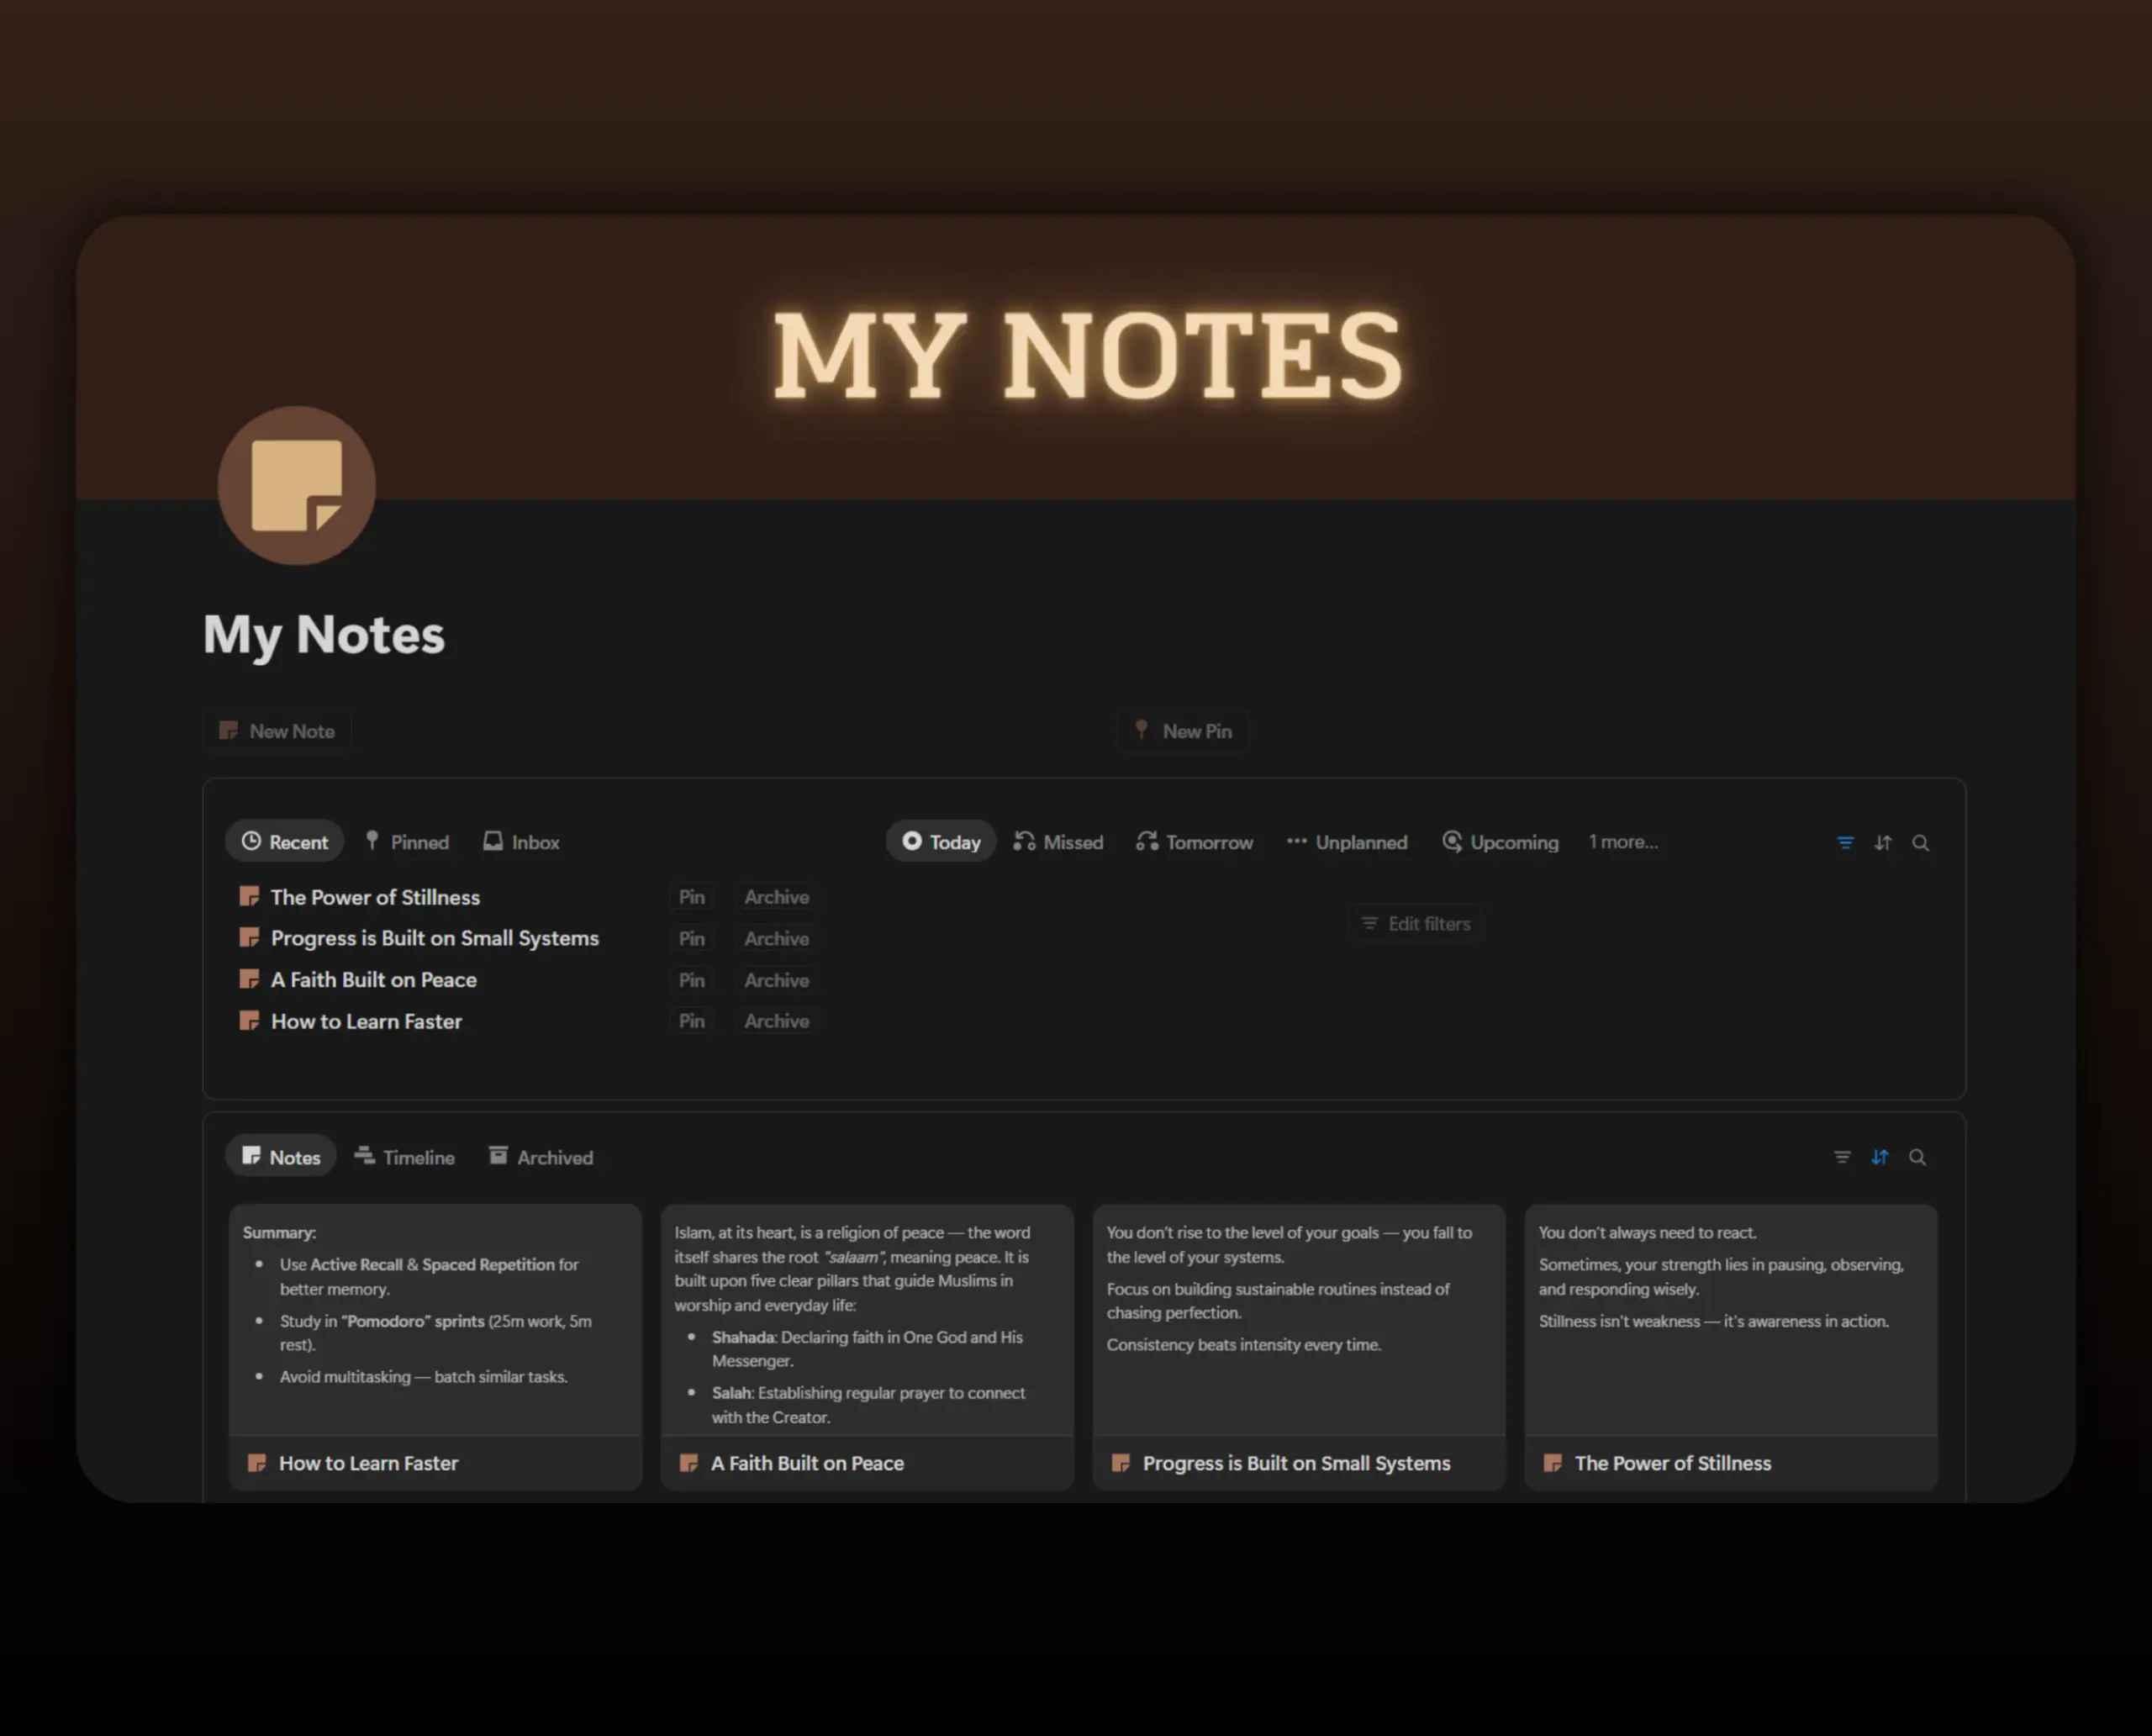 MY NOTES
My Notes
New Note
New Pin
Recent Pinned Inbox
The Power of Stillness Pin Archive
Progress is Built on Small Systems Pin Archive
A Faith Built on Peace Pin Archive
How to Learn Faster Pin Archive
Today Missed Tomorrow Unplanned Upcoming 1 more...
Edit filters
Notes Timeline Archived
Summary:
• Use Active Recall & Spaced Repetition for
better memory.
• Study in “Pomodoro” sprints (25m work, 5m
rest).
• Avoid multitasking — batch similar tasks.
How to Learn Faster
Islam, at its heart, is a religion of peace — the word
itself shares the root “salaam”, meaning peace. It is
built upon five clear pillars that guide Muslims in
worship and everyday life:
• Shahada: Declaring faith in One God and His
Messenger.
• Salah: Establishing regular prayer to connect
with the Creator.
A Faith Built on Peace
You don’t rise to the level of your goals — you fall to
the level of your systems.
Focus on building sustainable routines instead of
chasing perfection.
Consistency beats intensity every time.
Progress is Built on Small Systems
You don’t always need to react.
Sometimes, your strength lies in pausing, observing,
and responding wisely.
Stillness isn’t weakness — it’s awareness in action.
The Power of Stillness